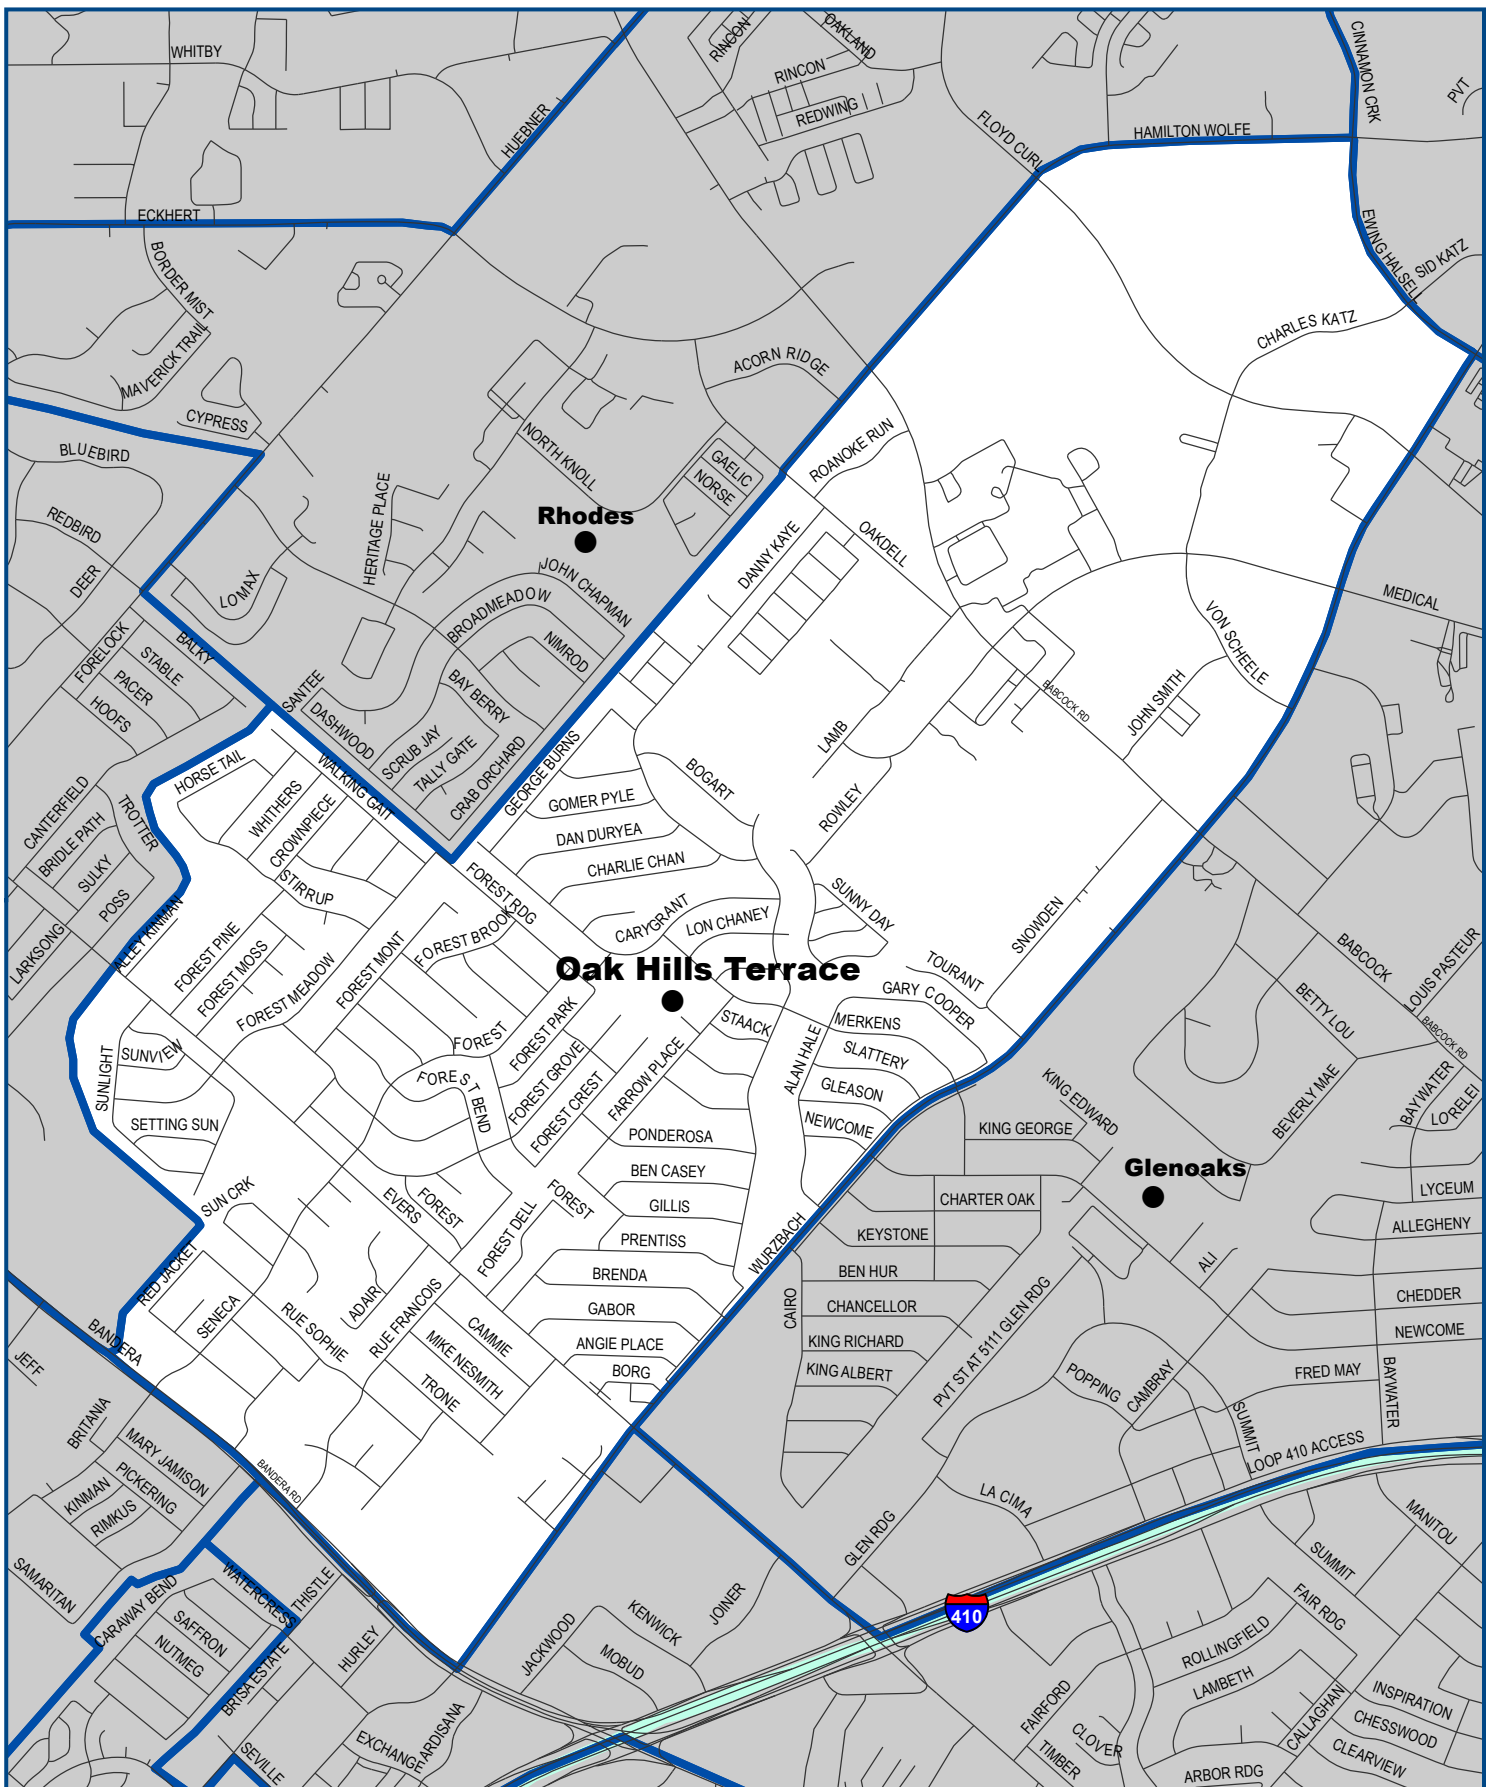 WHITBY
HUEBNER
RINCON
OAKLAND
RINCON
REDWING
FLOYD CURL
HAMILTON WOLFE
CINNAMON CRK
PVT
ECKHERT
BORDER MIST
MAVERICK TRAIL
CYPRESS
EWING HALSELL
SID KATZ
CHARLES KATZ
ACORN RIDGE
BLUEBIRD
REDBIRD
DEER
NORTH KNOLL
GAELIC
NORSE
ROANOKE RUN
HERITAGE PLACE
Rhodes
OAKDELL
DANNY KAYE
LOMAX
JOHN CHAPMAN
BROADMEADOW
NIMROD
MEDICAL
VON SCHEELE
FORELOCK
BALKY
STABLE
PACER
HOOFS
SANTEE
DASHWOOD
BAY BERRY
SCRUB JAY
TALLY GATE
CRAB ORCHARD
BABCOCK RD
JOHN SMITH
LAMB
HORSE TAIL
WALKING GAIT
GEORGE BURNS
BOGART
ROWLEY
CANTERFIELD
TROTTER
BRIDLE PATH
SULKY
POSS
WHITHERS
CROWNPIECE
STIRRUP
GOMER PYLE
DAN DURYEA
CHARLIE CHAN
FOREST RDG
LARKSONG
ALLEY KINMAN
FOREST PINE
FOREST MOSS
FOREST MEADOW
FOREST MONT
FOREST BROOK
CARY GRANT
LON CHANEY
SUNNY DAY
SNOWDEN
BABCOCK
LOUIS PASTEUR
Oak Hills Terrace
TOURANT
GARY COOPER
BETTY LOU
BABCOCK RD
SUNLIGHT
SUNVIEW
FOREST
FOREST PARK
FOREST GROVE
FOREST CREST
FARROW PLACE
STAACK
ALAN HALE
MERKENS
SLATTERY
GLEASON
NEWCOME
FOREST BEND
SETTING SUN
KING EDWARD
KING GEORGE
BEVERLY MAE
BAYWATER
LORELEI
PONDEROSA
BEN CASEY
GILLIS
PRENTISS
Glenoaks
LYCEUM
ALLEGHENY
SUN CRK
EVERS
FOREST
FOREST DELL
FOREST
CHARTER OAK
KEYSTONE
WURZBACH
BEN HUR
CAIRO
CHANCELLOR
KING RICHARD
KING ALBERT
PVT ST AT 5111 GLEN RDG
ALI
CHEDDER
NEWCOME
RED JACKET
SENECA
RUE SOPHIE
ADAIR
RUE FRANCOIS
BRENDA
GABOR
ANGIE PLACE
BORG
CAMMIE
MIKE NESMITH
TRONE
BANDERA
JEFF
BRITANIA
POPPING
CAMBRAY
FRED MAY
BAYWATER
SUMMIT
LOOP 410 ACCESS
MARY JAMISON
PICKERING
KINMAN
RIMKUS
BANDERA RD
SAMARITAN
LA CIMA
GLEN RDG
MANITOU
SUMMIT
CARAWAY BEND
WATERCRESS
THISTLE
SAFFRON
NUTMEG
HURLEY
BRISA ESTATE
JACKWOOD
KENWICK
MOBUD
JOINER
410
FAIR RDG
ROLLINGFIELD
LAMBETH
INSPIRATION
CHESSWOOD
CLEARVIEW
CALLAGHAN
FAIRFORD
CLOVER
TIMBER
ARBOR RDG
SEVILLE
EXCHANGE
ARDISANA